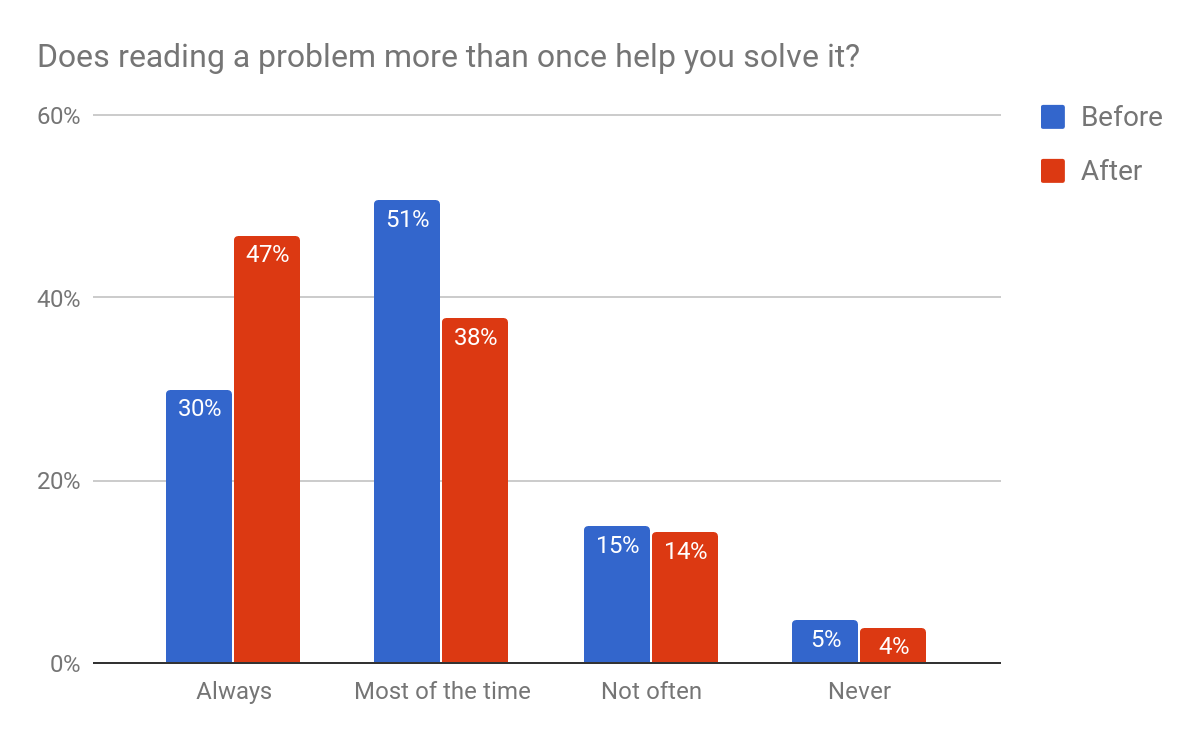 Does reading a problem more than once help you solve it?
60%
40%
20%
0%
Before
After
30%
47%
51%
38%
15%
14%
5%
4%
Always
Most of the time
Not often
Never